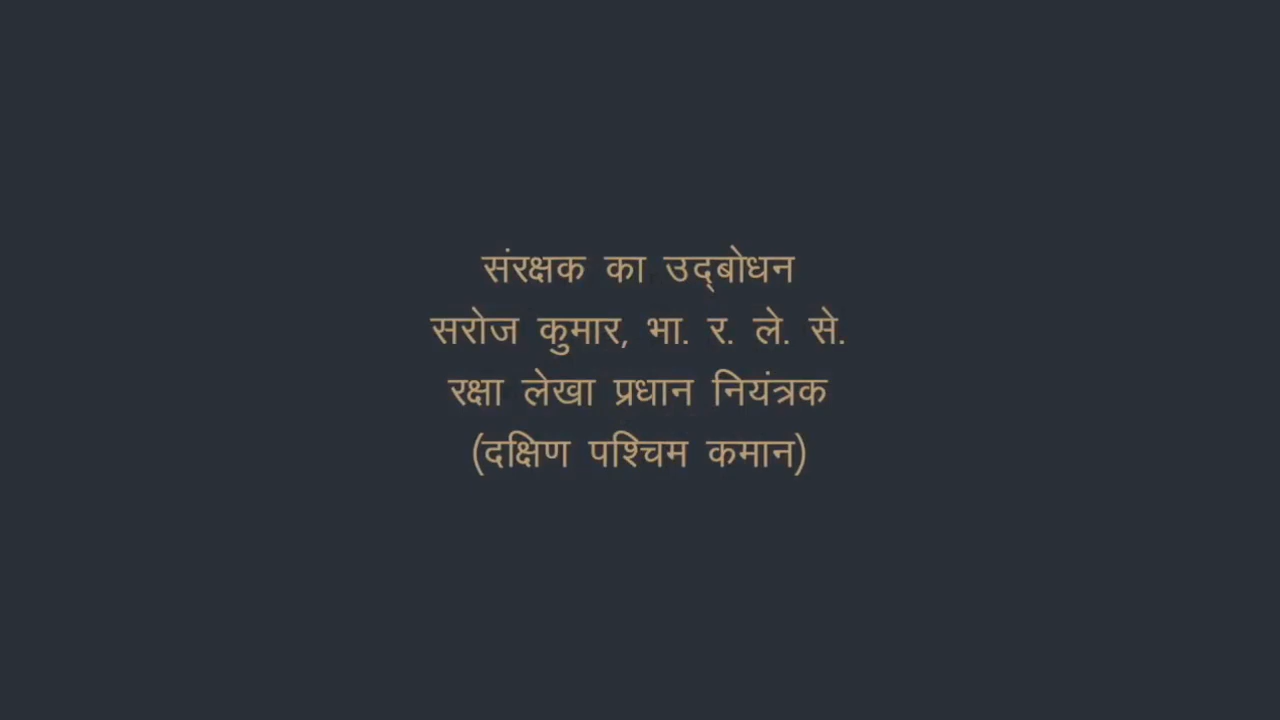 संरक्षक का उद्‌बोधन
सरोज कुमार, भा. र. ले. से.
रक्षा लेखा प्रधान नियंत्रक
(दक्षिण पश्चिम कमान)